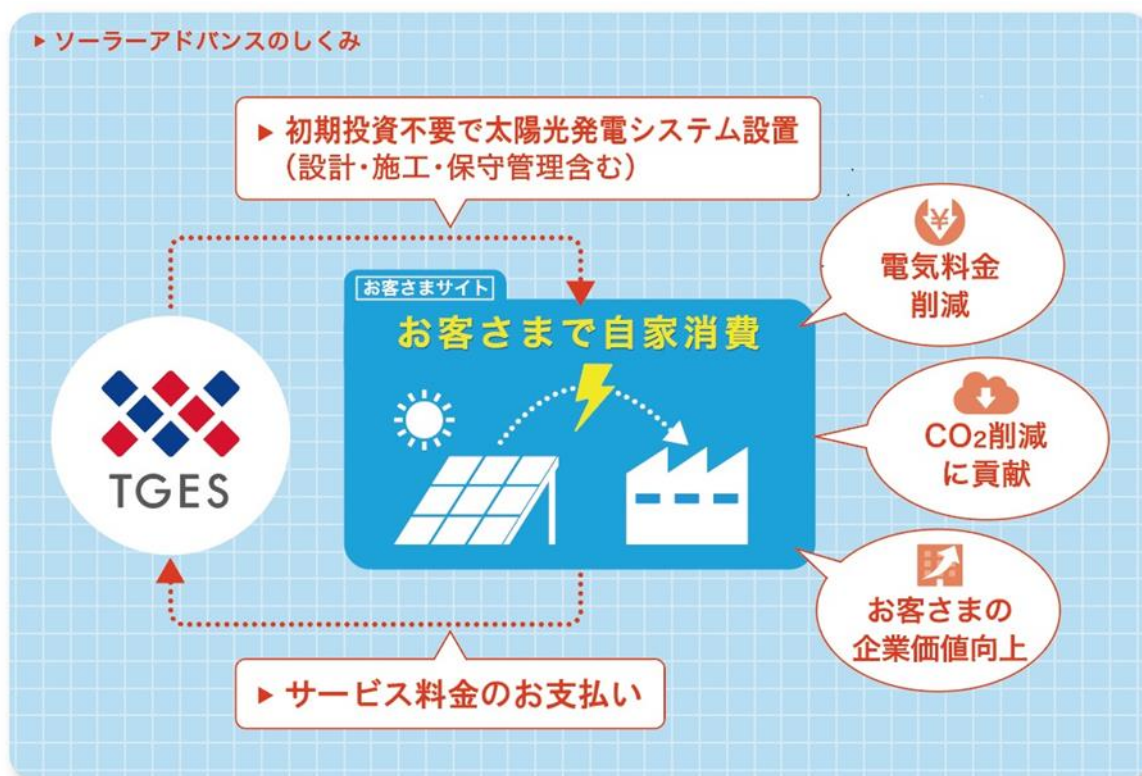 ▶ ソーラーアドバンスのしくみ
▶ 初期投資不要で太陽光発電システム設置
（設計・施工・保守管理含む）
お客さまサイト
お客さまで自家消費
TGES
¥
電気料金
削減
CO₂削減
に貢献
お客さまの
企業価値向上
▶ サービス料金のお支払い